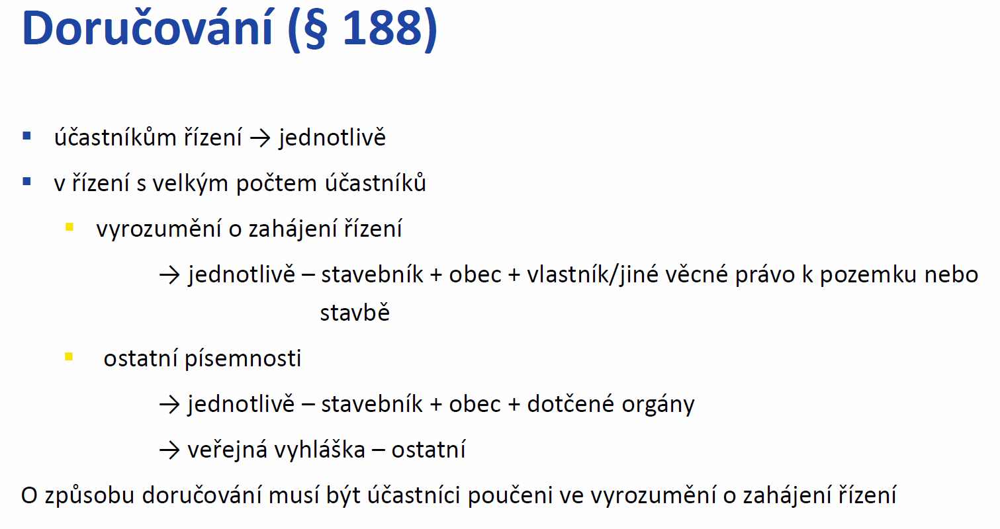 Doručování (§ 188)
▪ účastníkům řízení → jednotlivě
▪ v řízení s velkým počtem účastníků
▪ vyrozumění o zahájení řízení
→ jednotlivě – stavebník + obec + vlastník/jiné věcné právo k pozemku nebo
stavbě
▪ ostatní písemnosti
→ jednotlivě – stavebník + obec + dotčené orgány
→ veřejná vyhláška – ostatní
O způsobu doručování musí být účastníci poučeni ve vyrozumění o zahájení řízení